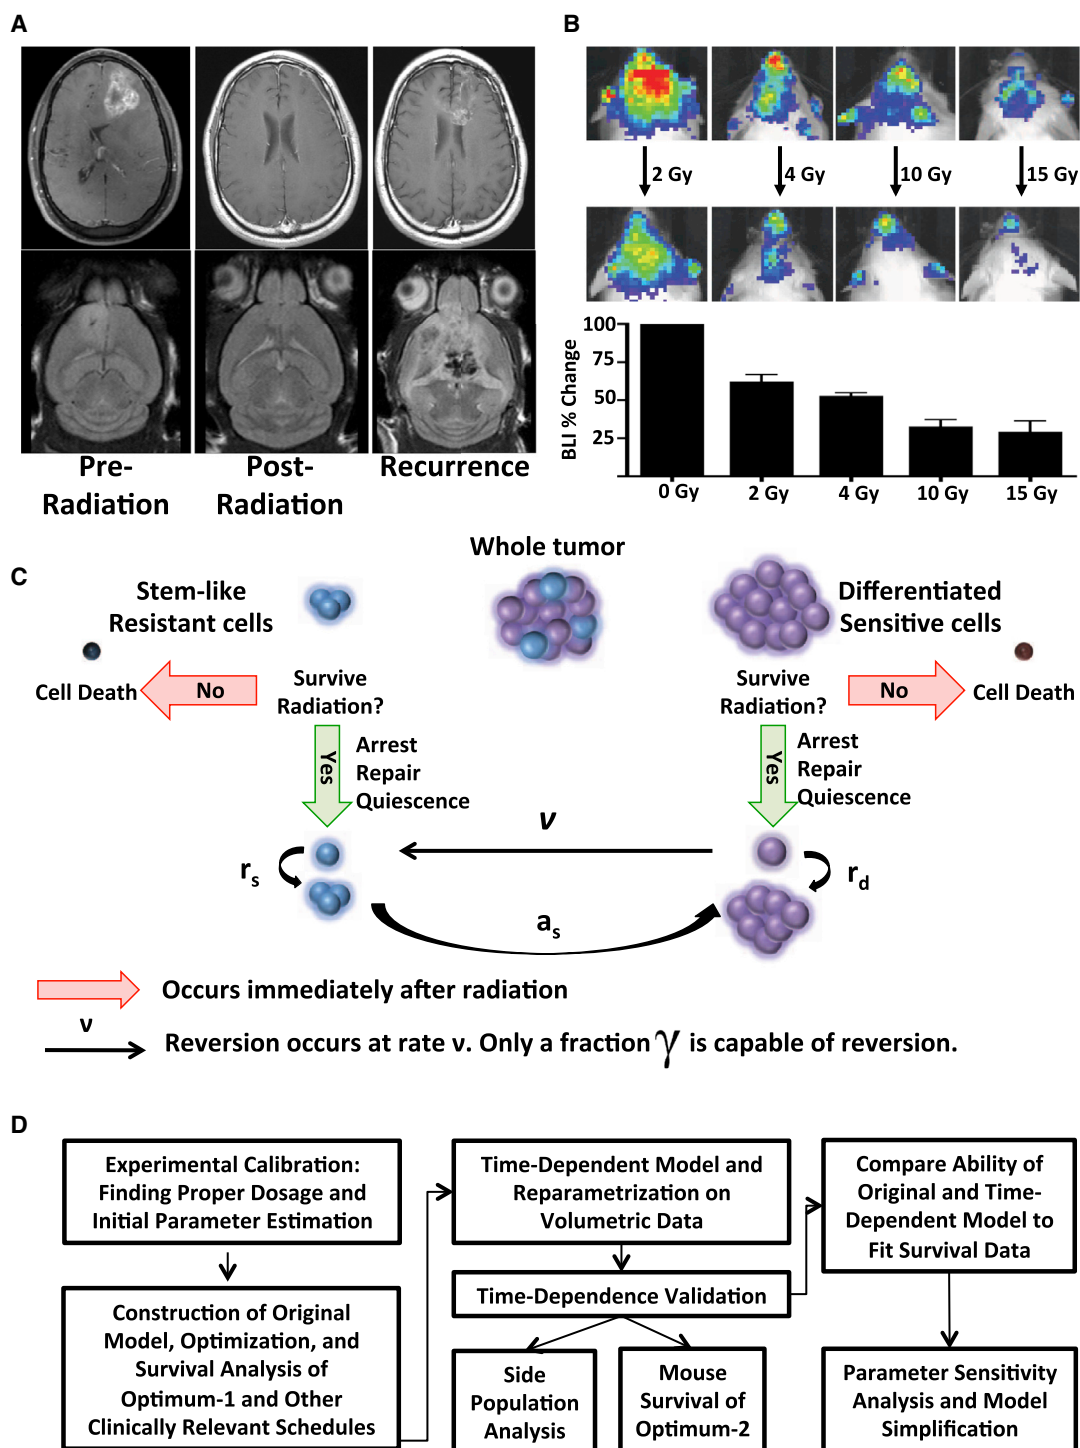 A
Pre-
Radiation
Post-
Radiation
Recurrence
B
2 Gy
4 Gy
10 Gy
15 Gy
BLI % Change
100
75
50
25
0 Gy
2 Gy
4 Gy
10 Gy
15 Gy
C
Whole tumor
Stem-like
Resistant cells
Differentiated
Sensitive cells
Cell Death
No
Survive
Radiation?
Survive
Radiation?
No
Cell Death
Yes
Arrest
Repair
Quiescence
Yes
Arrest
Repair
Quiescence
ν
rs
rd
as
Occurs immediately after radiation
ν
Reversion occurs at rate ν. Only a fraction γ is capable of reversion.
D
Experimental Calibration:
Finding Proper Dosage and
Initial Parameter Estimation
Construction of Original
Model, Optimization, and
Survival Analysis of
Optimum-1 and Other
Clinically Relevant Schedules
Time-Dependent Model and
Reparametrization on
Volumetric Data
Time-Dependence Validation
Side
Population
Analysis
Mouse
Survival of
Optimum-2
Compare Ability of
Original and Time-
Dependent Model to
Fit Survival Data
Parameter Sensitivity
Analysis and Model
Simplification